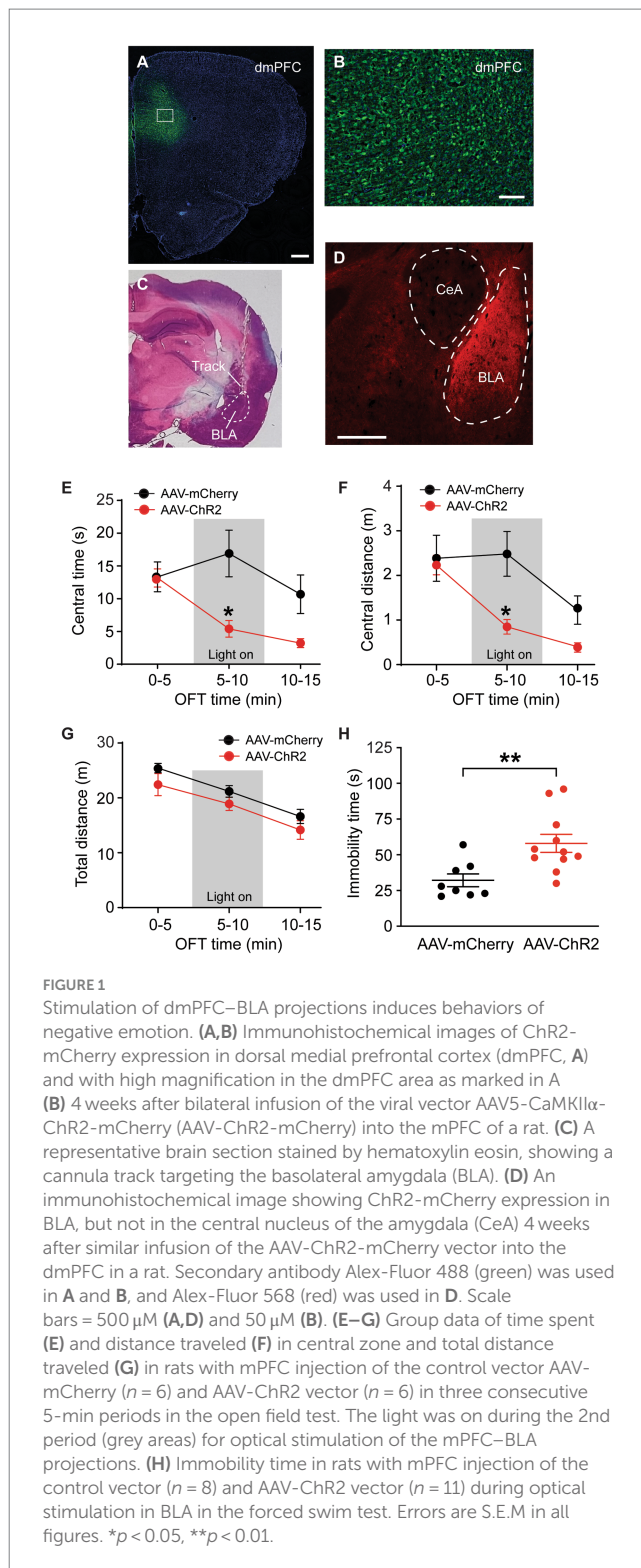 A
dmPFC
B
dmPFC
C
Track
BLA
D
CeA
BLA
E
AAV-mCherry
AAV-ChR2
Central time (s)
25
20
15
10
5
0
*
Light on
0-5
5-10
10-15
OFT time (min)
F
AAV-mCherry
AAV-ChR2
Central distance (m)
4
3
2
1
0
*
Light on
0-5
5-10
10-15
OFT time (min)
G
AAV-mCherry
AAV-ChR2
Total distance (m)
30
20
10
0
Light on
0-5
5-10
10-15
OFT time (min)
H
**
Immobility time (s)
125
100
75
50
25
0
AAV-mCherry
AAV-ChR2
FIGURE 1
Stimulation of dmPFC–BLA projections induces behaviors of
negative emotion. (A,B) Immunohistochemical images of ChR2-
mCherry expression in dorsal medial prefrontal cortex (dmPFC, A)
and with high magnification in the dmPFC area as marked in A
(B) 4 weeks after bilateral infusion of the viral vector AAV5-CaMKIIα-
ChR2-mCherry (AAV-ChR2-mCherry) into the mPFC of a rat. (C) A
representative brain section stained by hematoxylin eosin, showing a
cannula track targeting the basolateral amygdala (BLA). (D) An
immunohistochemical image showing ChR2-mCherry expression in
BLA, but not in the central nucleus of the amygdala (CeA) 4 weeks
after similar infusion of the AAV-ChR2-mCherry vector into the
dmPFC in a rat. Secondary antibody Alex-Fluor 488 (green) was used
in A and B, and Alex-Fluor 568 (red) was used in D. Scale
bars = 500 μM (A,D) and 50 μM (B). (E–G) Group data of time spent
(E) and distance traveled (F) in central zone and total distance
traveled (G) in rats with mPFC injection of the control vector AAV-
mCherry (n = 6) and AAV-ChR2 vector (n = 6) in three consecutive
5-min periods in the open field test. The light was on during the 2nd
period (grey areas) for optical stimulation of the mPFC–BLA
projections. (H) Immobility time in rats with mPFC injection of the
control vector (n = 8) and AAV-ChR2 vector (n = 11) during optical
stimulation in BLA in the forced swim test. Errors are S.E.M in all
figures. *p < 0.05, **p < 0.01.